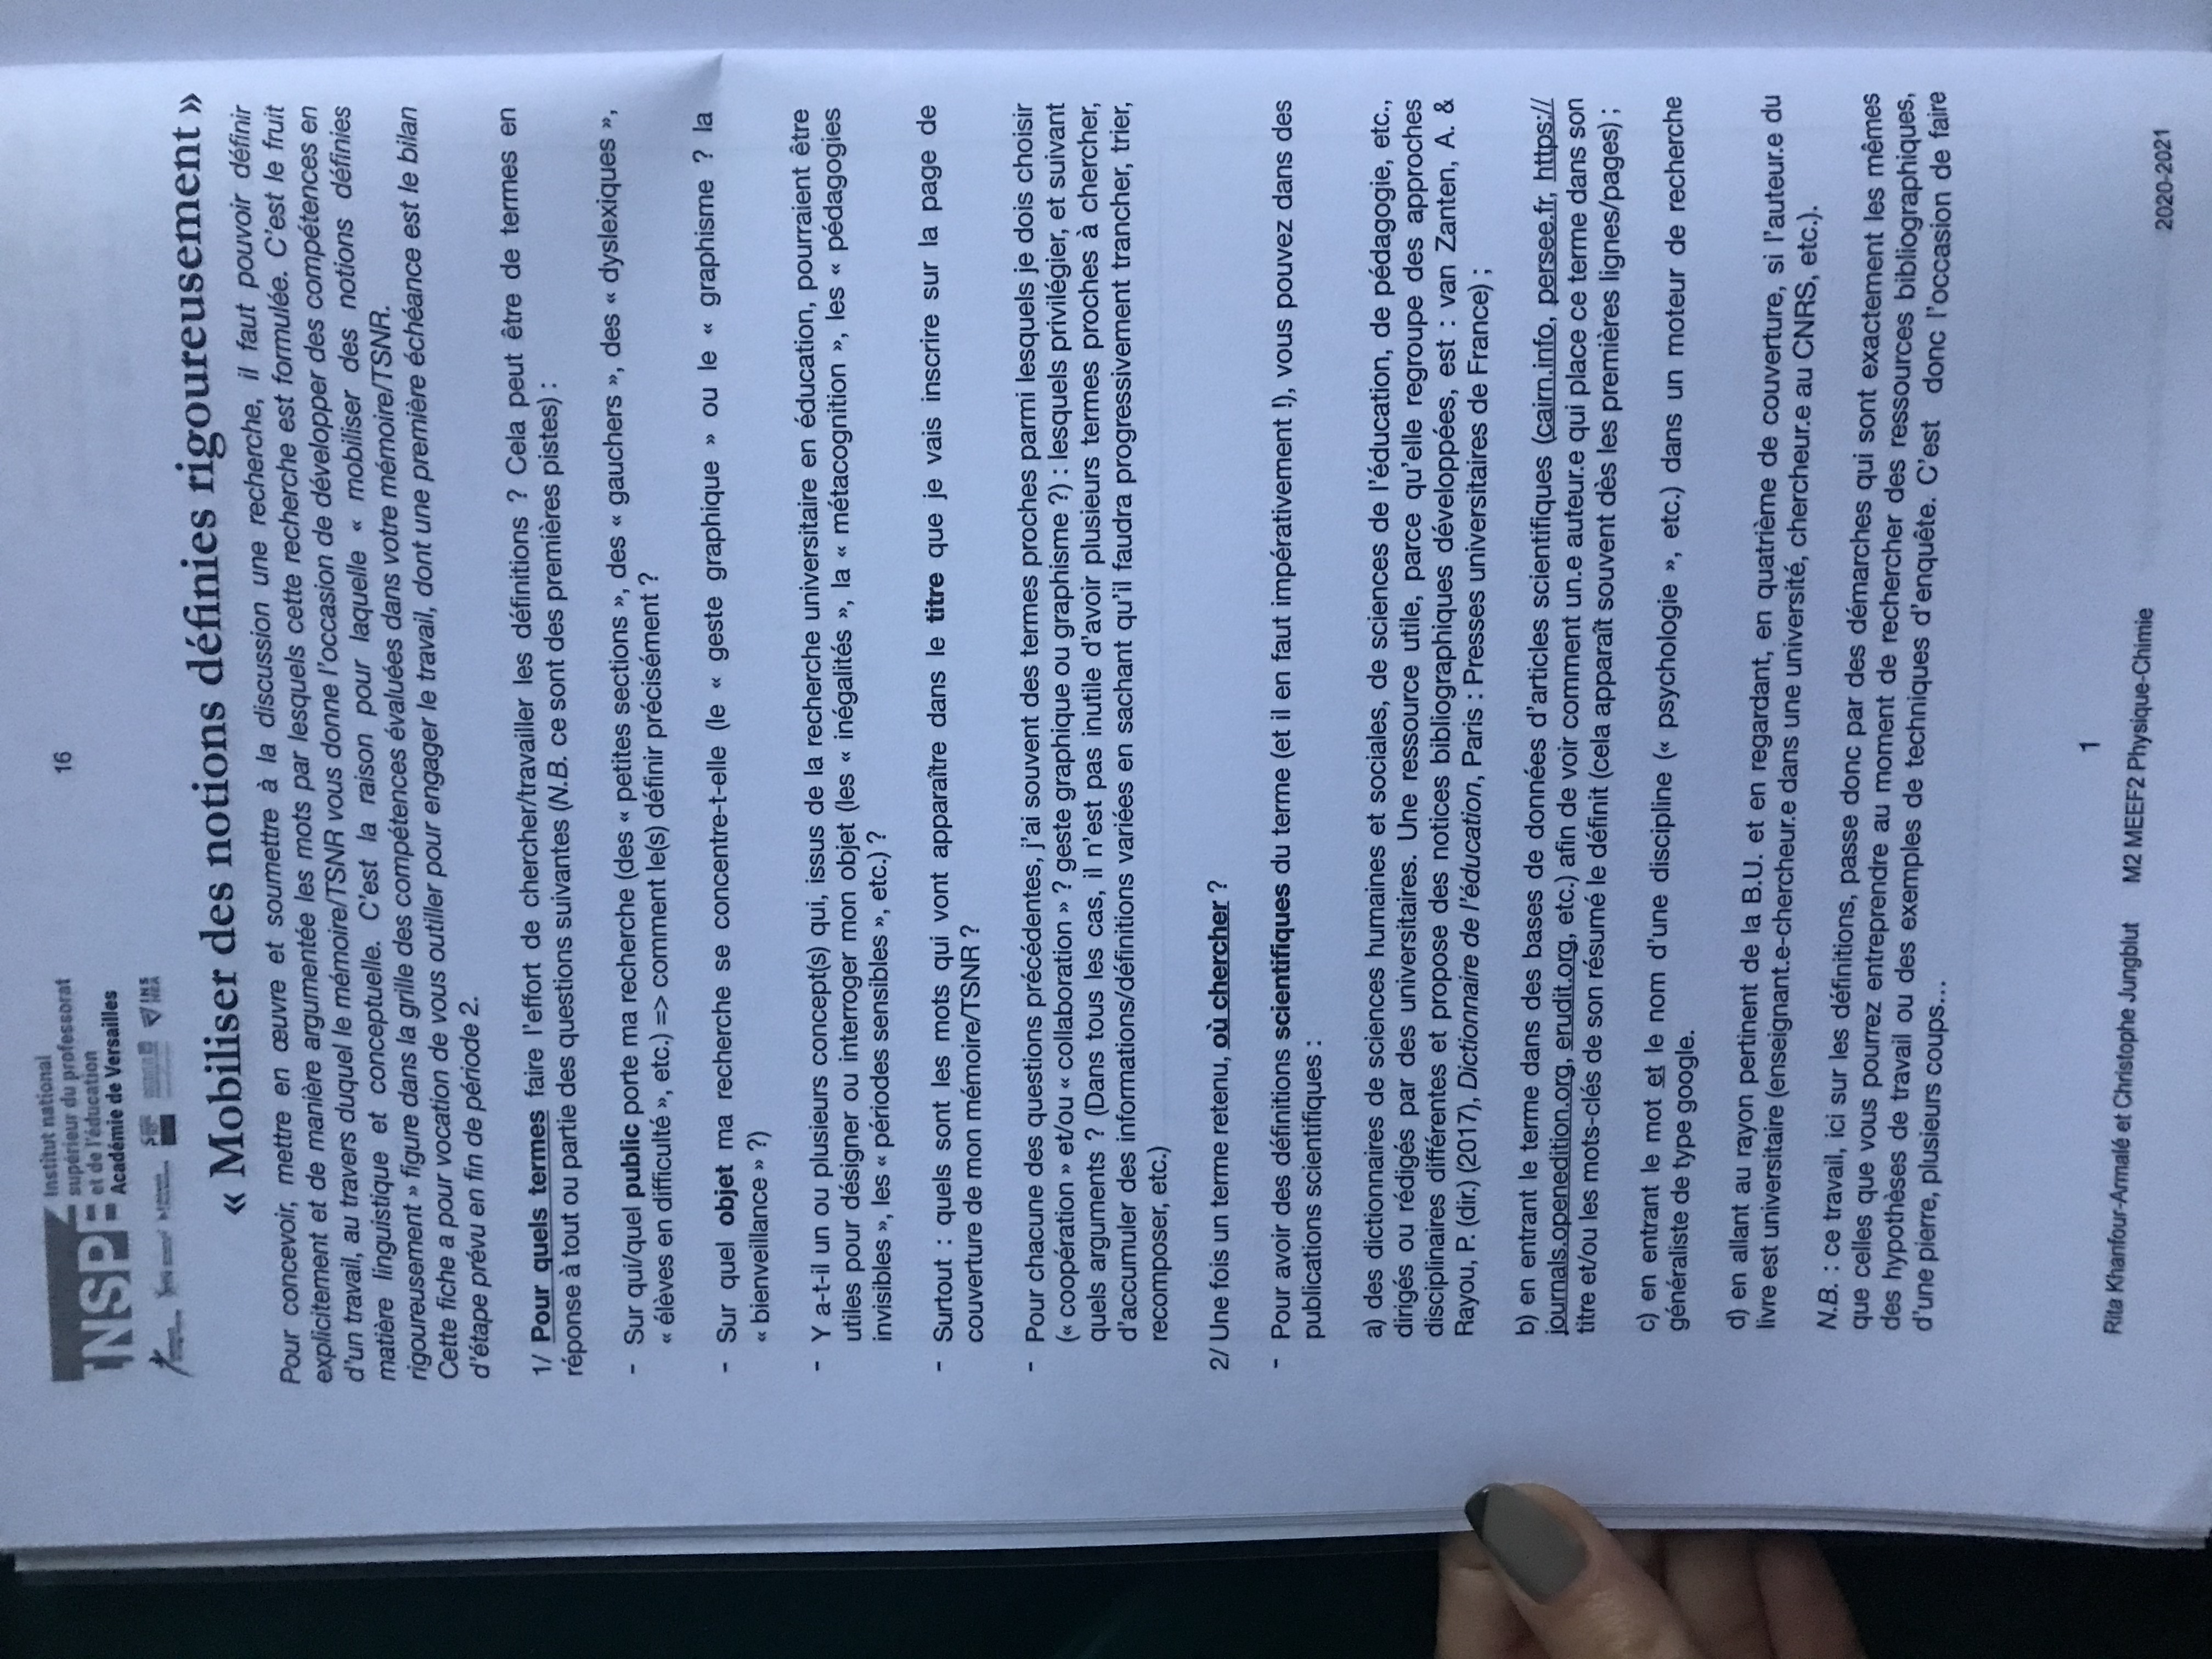 Institut national
supérieur du professorat
et de l'éducation
Académie de Versailles
INSPÉ
INS
HEA
16
« Mobiliser des notions définies rigoureusement »
Pour concevoir, mettre en œuvre et soumettre à la discussion une recherche, il faut pouvoir définir
explicitement et de manière argumentée les mots par lesquels cette recherche est formulée. C'est le fruit
d'un travail, au travers duquel le mémoire/TSNR vous donne l'occasion de développer des compétences en
matière linguistique et conceptuelle. C'est la raison pour laquelle « mobiliser des notions définies
rigoureusement » figure dans la grille des compétences évaluées dans votre mémoire/TSNR.
Cette fiche a pour vocation de vous outiller pour engager le travail, dont une première échéance est le bilan
d'étape prévu en fin de période 2.
1/ Pour quels termes faire l'effort de chercher/travailler les définitions ? Cela peut être de termes en
réponse à tout ou partie des questions suivantes (N.B. ce sont des premières pistes) :
- Sur qui/quel public porte ma recherche (des « petites sections », des « gauchers », des « dyslexiques »,
« élèves en difficulté », etc.) => comment le(s) définir précisément ?
- Sur quel objet ma recherche se concentre-t-elle (le « geste graphique » ou le « graphisme ? la
« bienveillance » ?)
- Y a-t-il un ou plusieurs concept(s) qui, issus de la recherche universitaire en éducation, pourraient être
utiles pour désigner ou interroger mon objet (les « inégalités », la « métacognition », les « pédagogies
invisibles », les « périodes sensibles », etc.) ?
- Surtout : quels sont les mots qui vont apparaître dans le titre que je vais inscrire sur la page de
couverture de mon mémoire/TSNR ?
- Pour chacune des questions précédentes, j'ai souvent des termes proches parmi lesquels je dois choisir
(« coopération » et/ou « collaboration » ? geste graphique ou graphisme ?) : lesquels privilégier, et suivant
quels arguments ? (Dans tous les cas, il n'est pas inutile d'avoir plusieurs termes proches à chercher,
d'accumuler des informations/définitions variées en sachant qu'il faudra progressivement trancher, trier,
recomposer, etc.)
2/ Une fois un terme retenu, où chercher ?
- Pour avoir des définitions scientifiques du terme (et il en faut impérativement !), vous pouvez dans des
publications scientifiques :
a) des dictionnaires de sciences humaines et sociales, de sciences de l'éducation, de pédagogie, etc.,
dirigés ou rédigés par des universitaires. Une ressource utile, parce qu'elle regroupe des approches
disciplinaires différentes et propose des notices bibliographiques développées, est : van Zanten, A. &
Rayou, P. (dir.) (2017), Dictionnaire de l'éducation, Paris : Presses universitaires de France) ;
b) en entrant le terme dans des bases de données d'articles scientifiques (cairn.info, persee.fr, https://
journals.openedition.org, erudit.org, etc.) afin de voir comment un.e auteur.e qui place ce terme dans son
titre et/ou les mots-clés de son résumé le définit (cela apparaît souvent dès les premières lignes/pages) ;
c) en entrant le mot et le nom d'une discipline (« psychologie », etc.) dans un moteur de recherche
généraliste de type google.
d) en allant au rayon pertinent de la B.U. et en regardant, en quatrième de couverture, si l'auteur.e du
livre est universitaire (enseignant.e-chercheur.e dans une université, chercheur.e au CNRS, etc.).
N.B. : ce travail, ici sur les définitions, passe donc par des démarches qui sont exactement les mêmes
que celles que vous pourrez entreprendre au moment de rechercher des ressources bibliographiques,
des hypothèses de travail ou des exemples de techniques d'enquête. C'est donc l'occasion de faire
d'une pierre, plusieurs coups...
1
Rita Khanfour-Armalé et Christophe Jungblut M2 MEEF2 Physique-Chimie
2020-2021